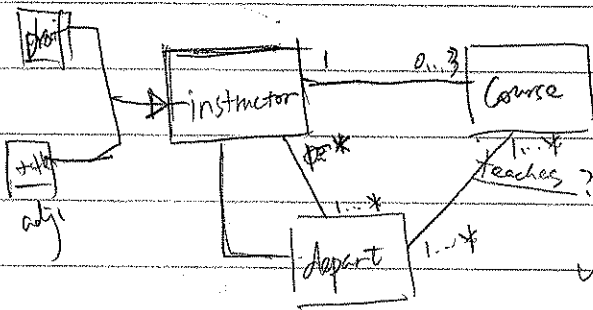 prof
1
0...3
instructor
Course
*
1...*
teaches ?
adj
1...*
1...*
depart